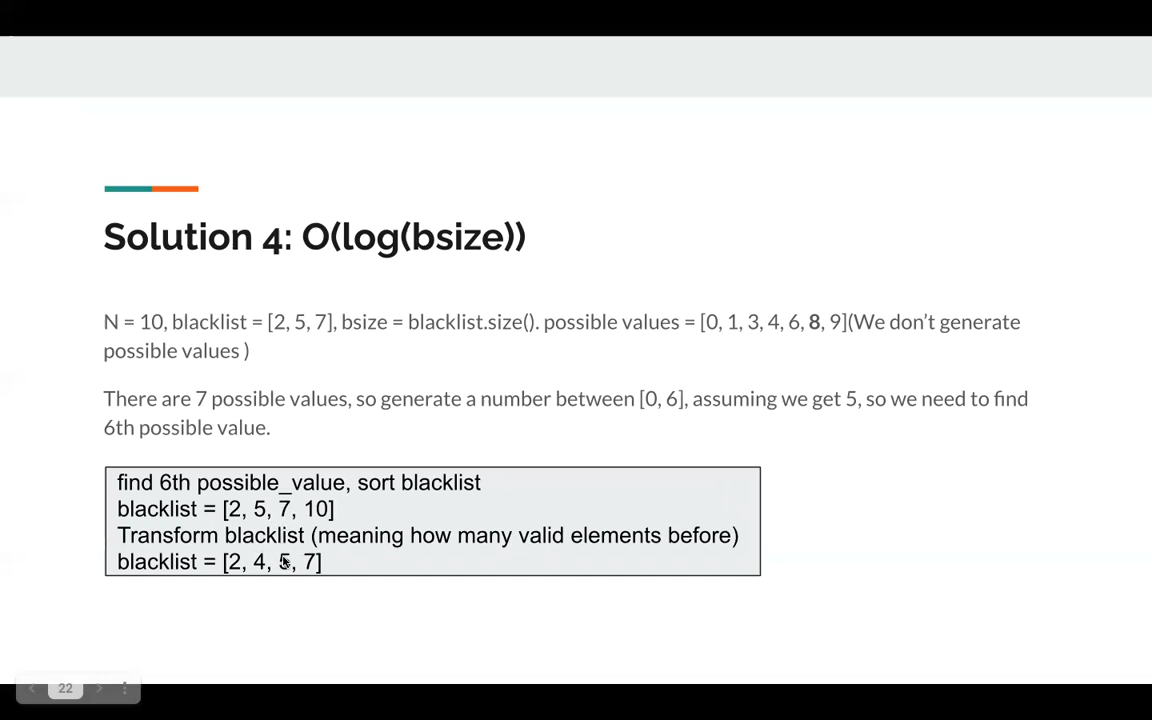 Solution 4: O(log(bsize))
N = 10, blacklist = [2, 5, 7], bsize = blacklist.size(). possible values = [0, 1, 3, 4, 6, 8, 9](We don't generate
possible values )
There are 7 possible values, so generate a number between [0, 6], assuming we get 5, so we need to find
6th possible value.
find 6th possible_value, sort blacklist
blacklist = [2, 5, 7, 10]
Transform blacklist (meaning how many valid elements before)
blacklist = [2, 4, 5, 7]
22